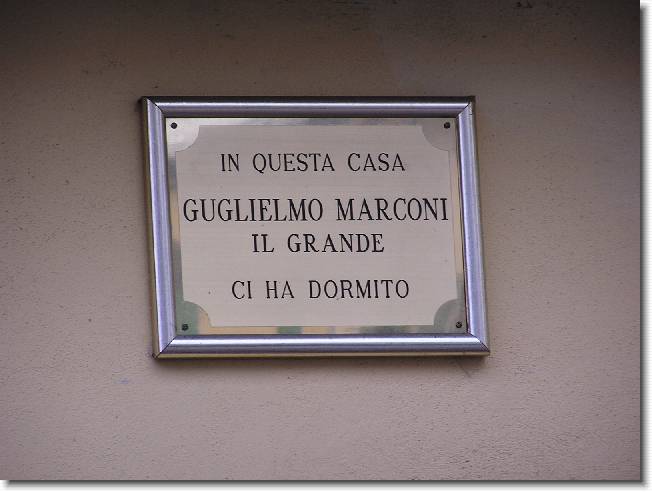 IN QUESTA CASA
GUGLIELMO MARCONI
IL GRANDE
CI HA DORMITO